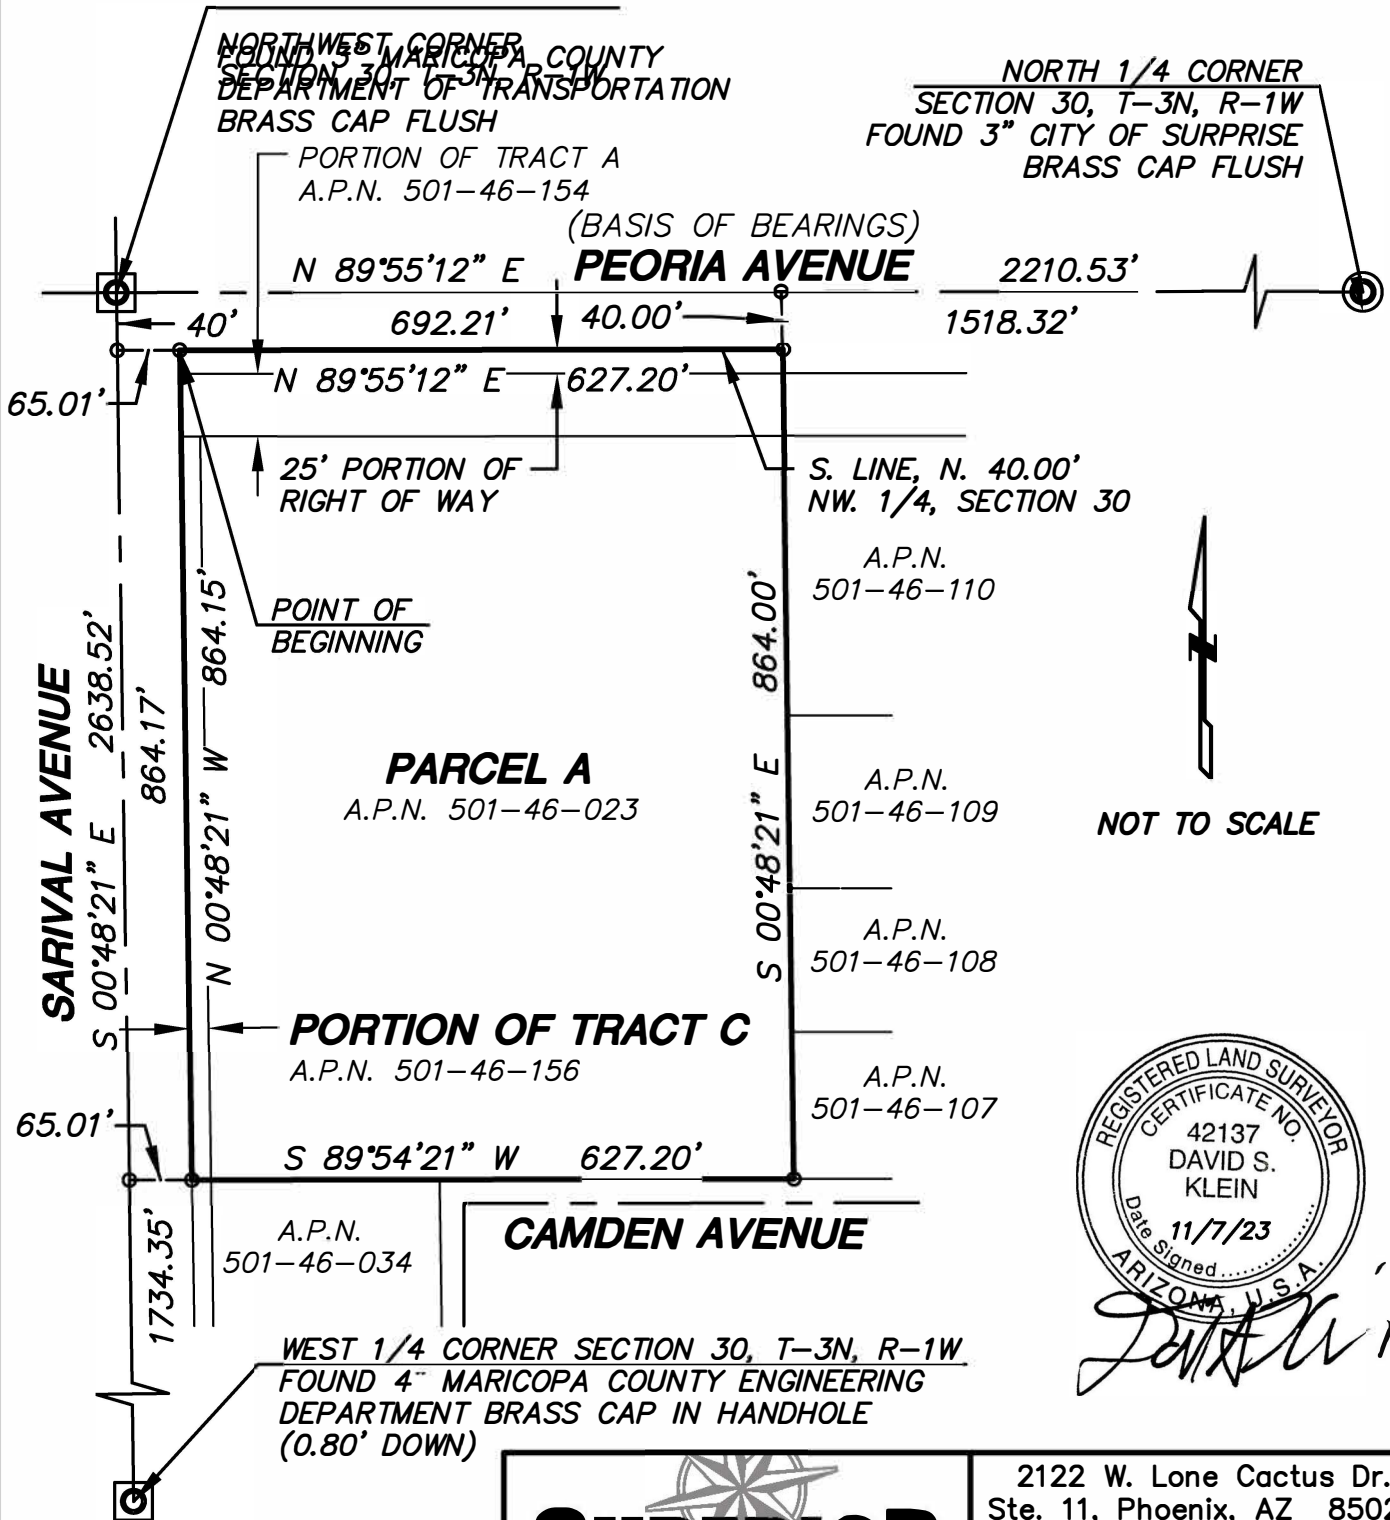 NORTHWEST CORNER
SECTION 30, T-3N, R-1W
FOUND 3" MARICOPA COUNTY
DEPARTMENT OF TRANSPORTATION
BRASS CAP FLUSH
NORTH 1/4 CORNER
SECTION 30, T-3N, R-1W
FOUND 3" CITY OF SURPRISE
BRASS CAP FLUSH
PORTION OF TRACT A
A.P.N. 501-46-154
(BASIS OF BEARINGS)
N 89°55'12" E PEORIA AVENUE 2210.53'
40' 692.21' 40.00' 1518.32'
N 89°55'12" E 627.20'
65.01'
25' PORTION OF
RIGHT OF WAY
S. LINE, N. 40.00'
NW. 1/4, SECTION 30
A.P.N.
501-46-110
POINT OF
BEGINNING
SARIVAL AVENUE
S 00°48'21" E 2638.52'
864.17'
N 00°48'21" W 864.15'
S 00°48'21" E 864.00'
PARCEL A
A.P.N. 501-46-023
A.P.N.
501-46-109
N
NOT TO SCALE
A.P.N.
501-46-108
PORTION OF TRACT C
A.P.N. 501-46-156
A.P.N.
501-46-107
65.01'
S 89°54'21" W 627.20'
A.P.N.
501-46-034
CAMDEN AVENUE
1734.35'
REGISTERED LAND SURVEYOR
CERTIFICATE NO.
42137
DAVID S.
KLEIN
11/7/23
Date Signed
ARIZONA, U.S.A.
WEST 1/4 CORNER SECTION 30, T-3N, R-1W
FOUND 4" MARICOPA COUNTY ENGINEERING
DEPARTMENT BRASS CAP IN HANDHOLE
(0.80' DOWN)
2122 W. Lone Cactus Dr.
Ste. 11, Phoenix, AZ 8502